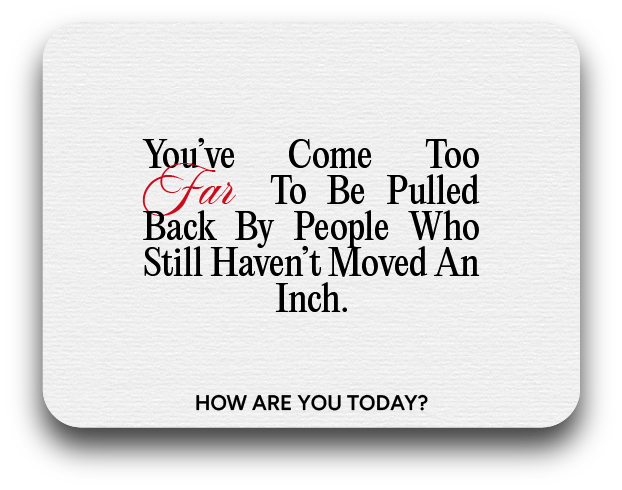 You’ve Come Too
Far To Be Pulled
Back By People Who
Still Haven’t Moved An
Inch.
HOW ARE YOU TODAY?